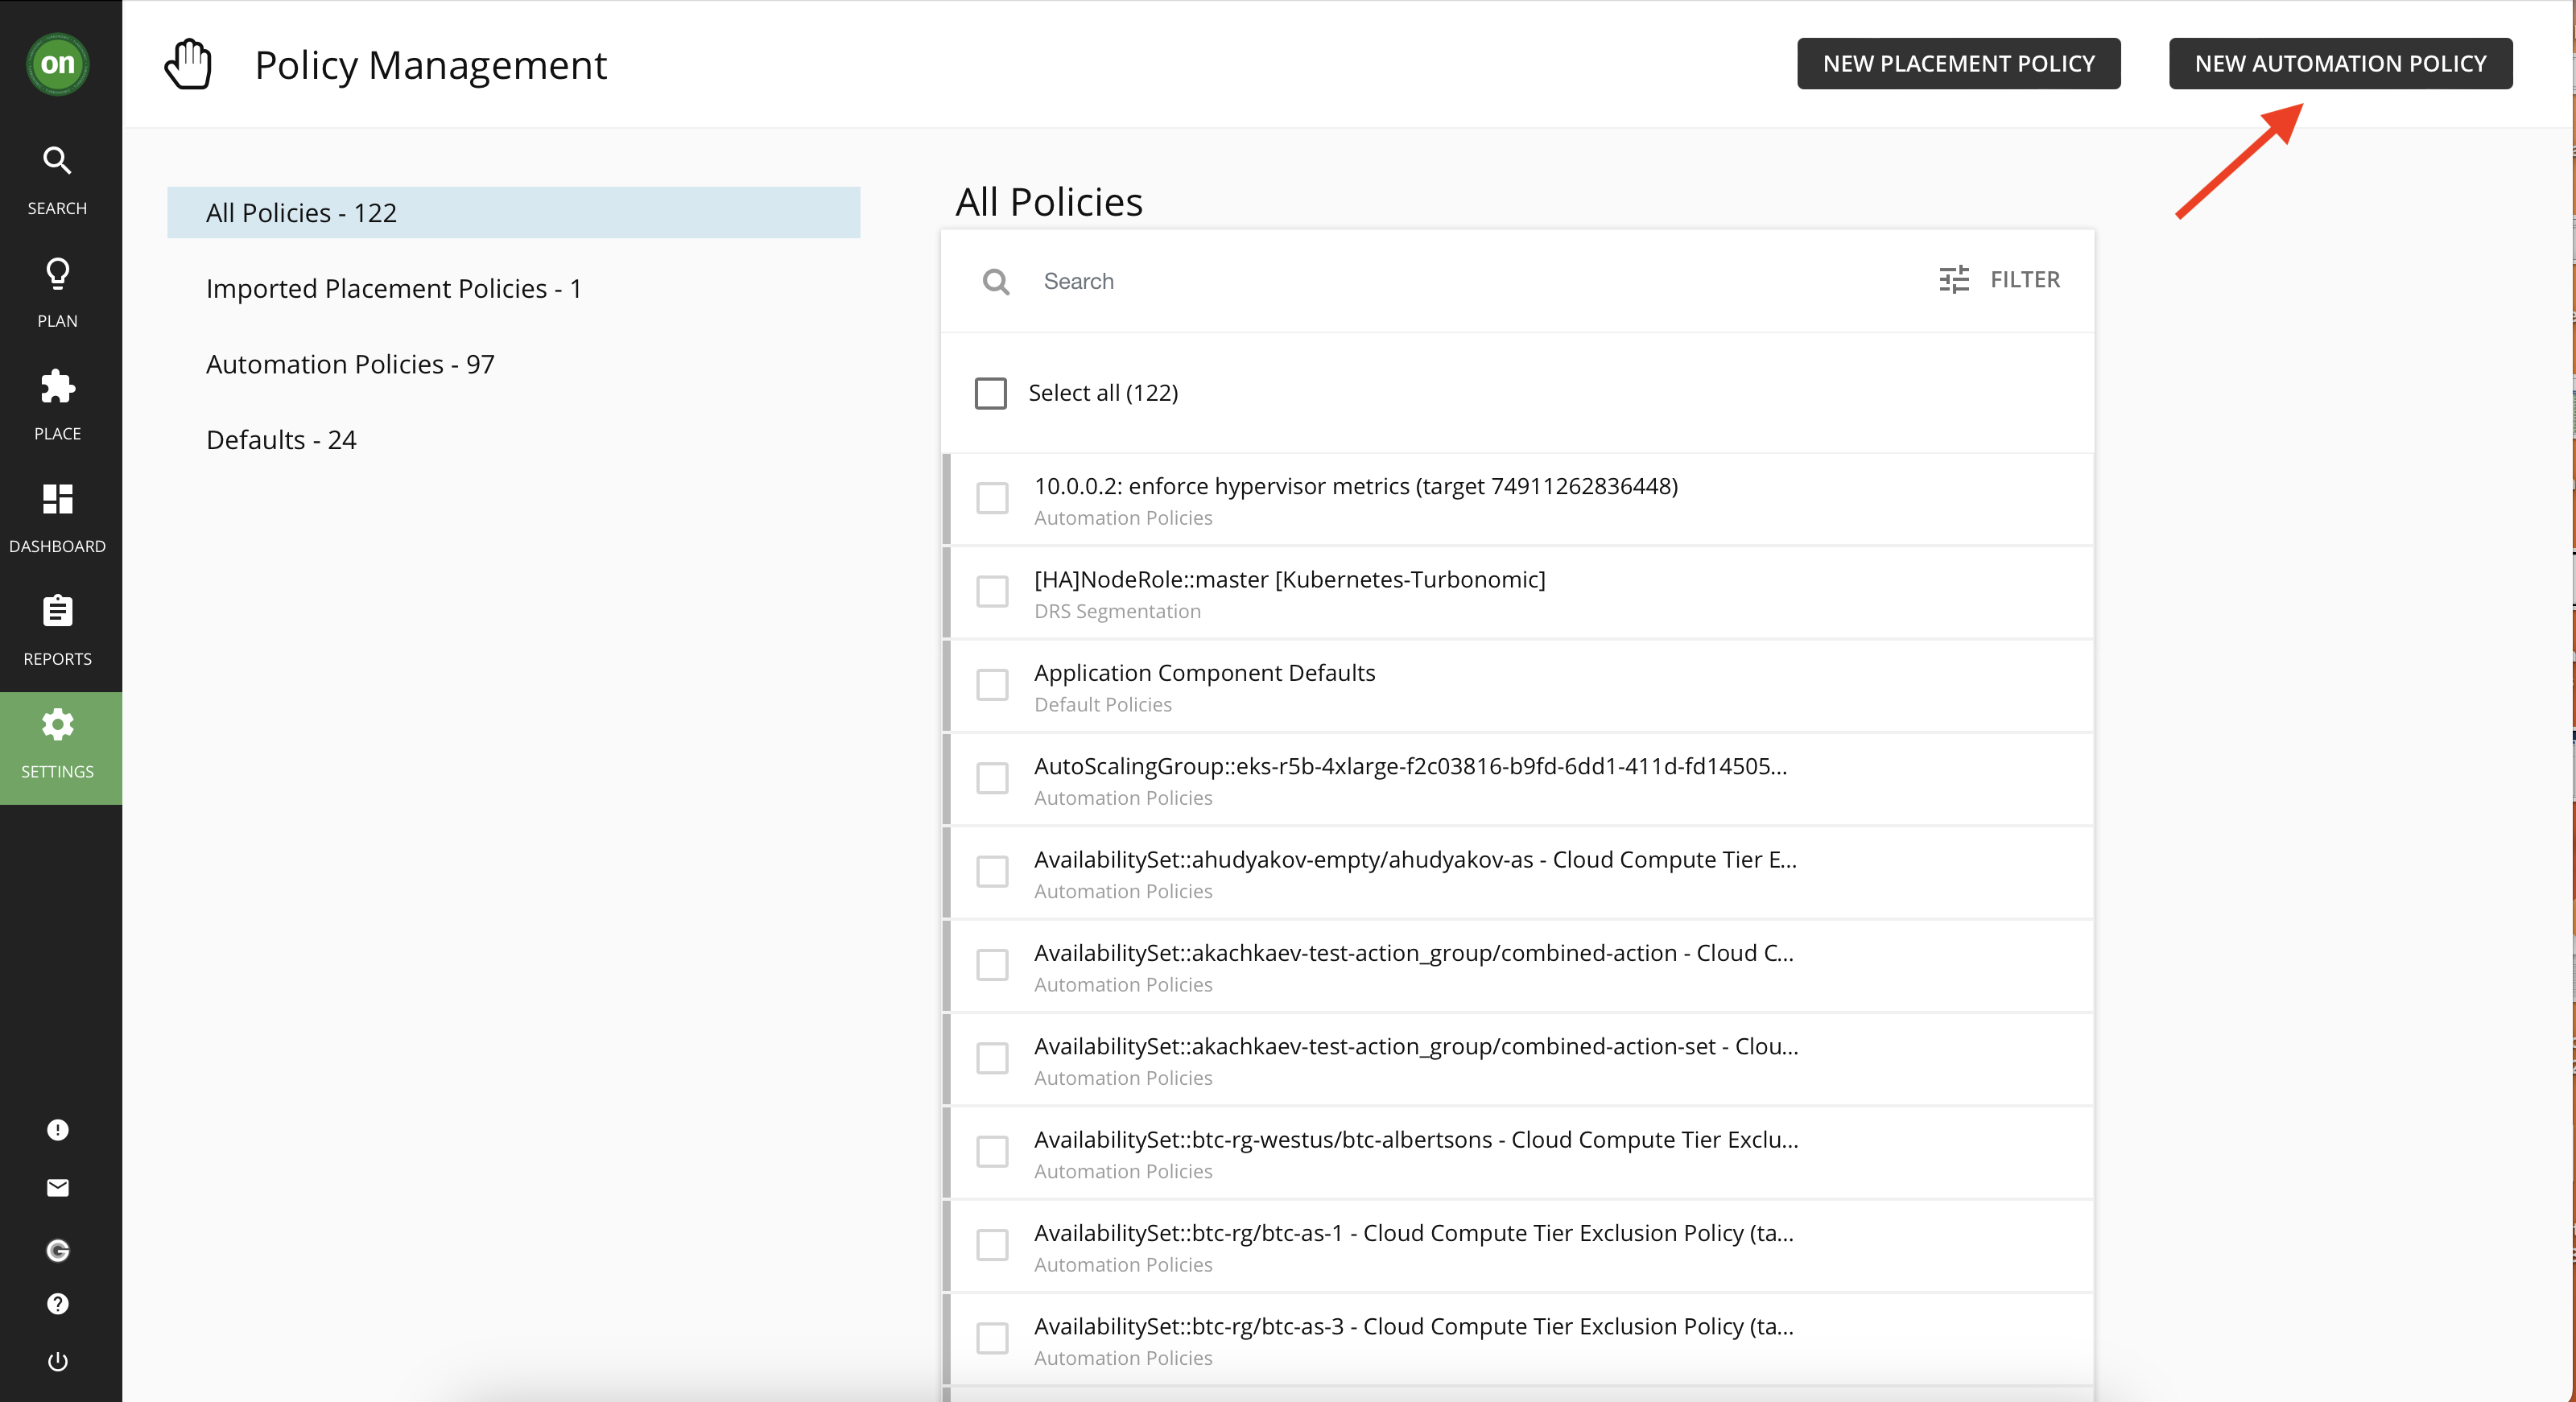 on
Policy Management
NEW PLACEMENT POLICY
NEW AUTOMATION POLICY
SEARCH
PLAN
PLACE
DASHBOARD
REPORTS
SETTINGS
All Policies - 122
Imported Placement Policies - 1
Automation Policies - 97
Defaults - 24
All Policies
Search
FILTER
Select all (122)
10.0.0.2: enforce hypervisor metrics (target 74911262836448)
Automation Policies
[HA]NodeRole::master [Kubernetes-Turbonomic]
DRS Segmentation
Application Component Defaults
Default Policies
AutoScalingGroup::eks-r5b-4xlarge-f2c03816-b9fd-6dd1-411d-fd14505...
Automation Policies
AvailabilitySet::ahudyakov-empty/ahudyakov-as - Cloud Compute Tier E...
Automation Policies
AvailabilitySet::akachkaev-test-action_group/combined-action - Cloud C...
Automation Policies
AvailabilitySet::akachkaev-test-action_group/combined-action-set - Clou...
Automation Policies
AvailabilitySet::btc-rg-westus/btc-albertsons - Cloud Compute Tier Exclu...
Automation Policies
AvailabilitySet::btc-rg/btc-as-1 - Cloud Compute Tier Exclusion Policy (ta...
Automation Policies
AvailabilitySet::btc-rg/btc-as-3 - Cloud Compute Tier Exclusion Policy (ta...
Automation Policies